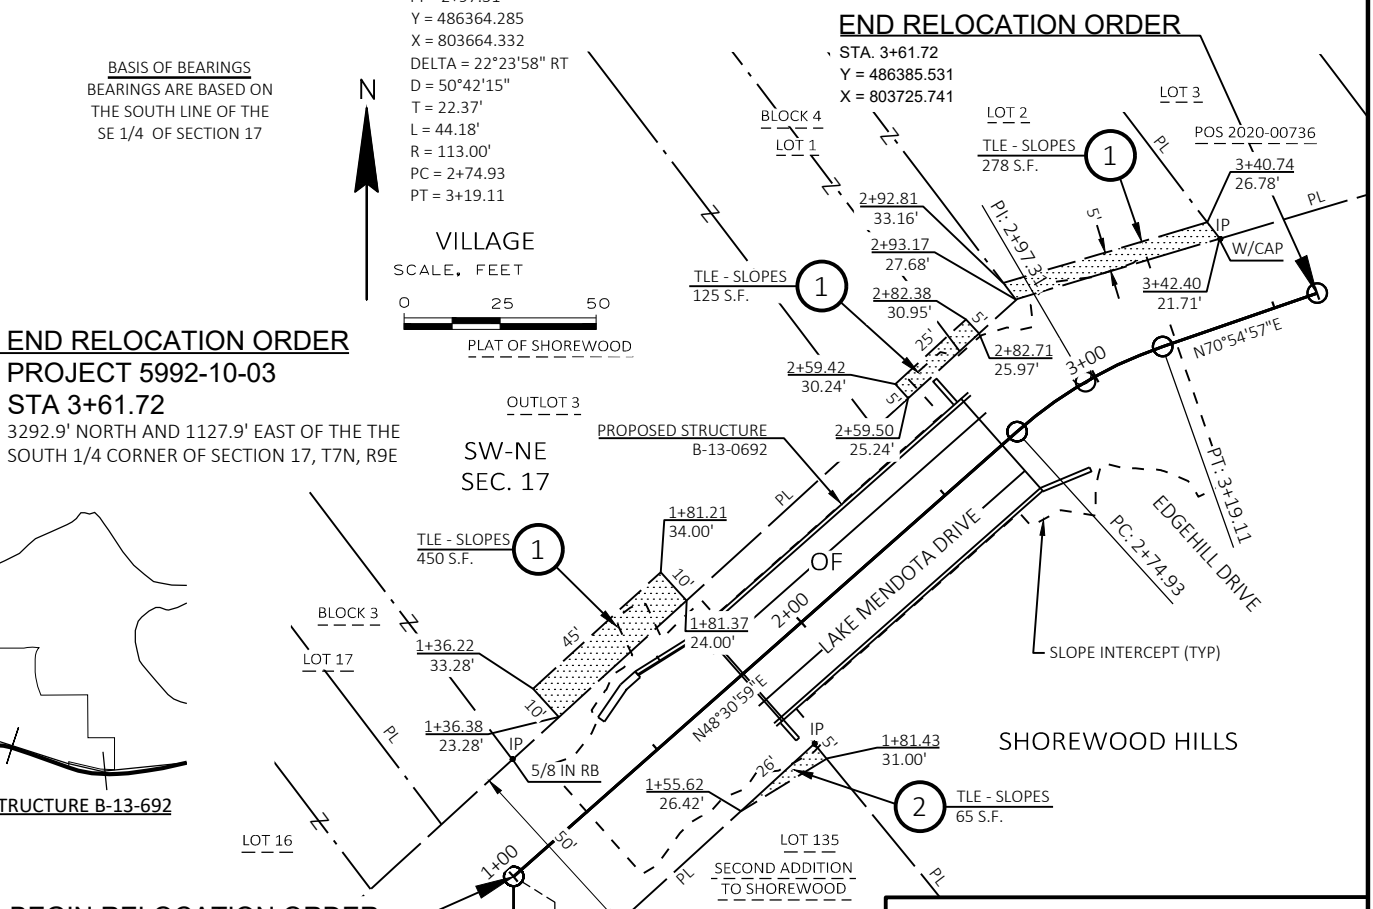 Y = 486364.285
X = 803664.332
DELTA = 22°23'58" RT
D = 50°42'15"
T = 22.37'
L = 44.18'
R = 113.00'
PC = 2+74.93
PT = 3+19.11
BASIS OF BEARINGS
BEARINGS ARE BASED ON
THE SOUTH LINE OF THE
SE 1/4 OF SECTION 17
N
VILLAGE
SCALE, FEET
0 25 50
PLAT OF SHOREWOOD
END RELOCATION ORDER
STA. 3+61.72
Y = 486385.531
X = 803725.741
BLOCK 4
LOT 1
LOT 2
LOT 3
POS 2020-00736
TLE - SLOPES
278 S.F.
1
3+40.74
26.78'
PL
PL
IP
W/CAP
3+42.40
21.71'
5'
PI: 2+97.31
2+92.81
33.16'
2+93.17
27.68'
2+82.38
30.95'
TLE - SLOPES
125 S.F.
1
25'
5'
5'
2+82.71
25.97'
2+59.42
30.24'
2+59.50
25.24'
3+00
N70°54'57"E
PT: 3+19.11
PC: 2+74.93
EDGEHILL DRIVE
END RELOCATION ORDER
PROJECT 5992-10-03
STA 3+61.72
3292.9' NORTH AND 1127.9' EAST OF THE THE
SOUTH 1/4 CORNER OF SECTION 17, T7N, R9E
OUTLOT 3
SW-NE
SEC. 17
PROPOSED STRUCTURE
B-13-0692
PL
1+81.21
34.00'
TLE - SLOPES
450 S.F.
1
10'
45'
10'
1+81.37
24.00'
OF
2+00
LAKE MENDOTA DRIVE
N48°30'59"E
SLOPE INTERCEPT (TYP)
BLOCK 3
LOT 17
1+36.22
33.28'
1+36.38
23.28'
PL
IP
5/8 IN RB
SHOREWOOD HILLS
IP
5'
26'
1+81.43
31.00'
1+55.62
26.42'
2
TLE - SLOPES
65 S.F.
TRUCTURE B-13-692
LOT 16
50'
1+00
LOT 135
SECOND ADDITION
TO SHOREWOOD
PL
PL
BEGIN RELOCATION ORDER